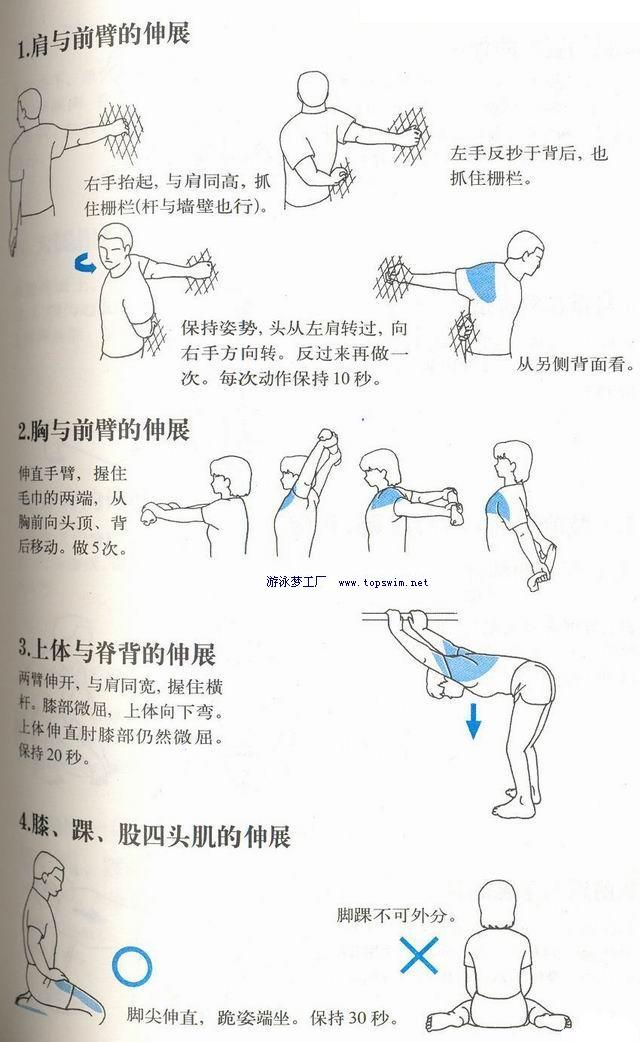 1.肩与前臂的伸展
右手抬起，与肩同高，抓
住栅栏(杆与墙壁也行)。
左手反抄于背后，也
抓住栅栏。
保持姿势，头从左肩转过，向
右手方向转。反过来再做一
次。每次动作保持10秒。
从另侧背面看。
2.胸与前臂的伸展
伸直手臂，握住
毛巾的两端，从
胸前向头顶、背
后移动。做5次。
游泳梦工厂 www.topswim.net
3.上体与脊背的伸展
两臂伸开，与肩同宽，握住横
杆。膝部微屈，上体向下弯。
上体伸直肘膝部仍然微屈。
保持20秒。
4.膝、踝、股四头肌的伸展
脚踝不可外分。
脚尖伸直，跪姿端坐。保持30秒。